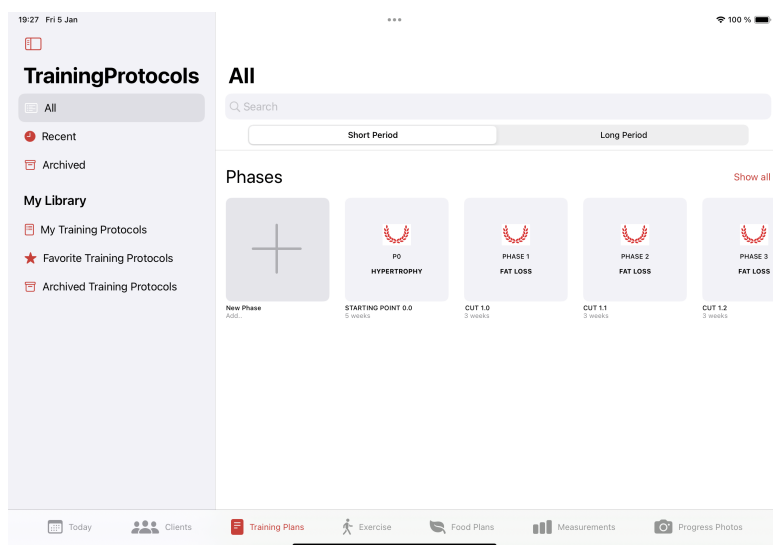 19:27 Fri 5 Jan
100 %
TrainingProtocols
All
Recent
Archived
My Library
My Training Protocols
Favorite Training Protocols
Archived Training Protocols
All
Search
Short Period
Long Period
Phases
Show all
New Phase
Add..
P0
HYPERTROPHY
STARTING POINT 0.0
5 weeks
PHASE 1
FAT LOSS
CUT 1.0
3 weeks
PHASE 2
FAT LOSS
CUT 1.1
3 weeks
PHASE 3
FAT LOSS
CUT 1.2
3 weeks
Today
Clients
Training Plans
Exercise
Food Plans
Measurements
Progress Photos